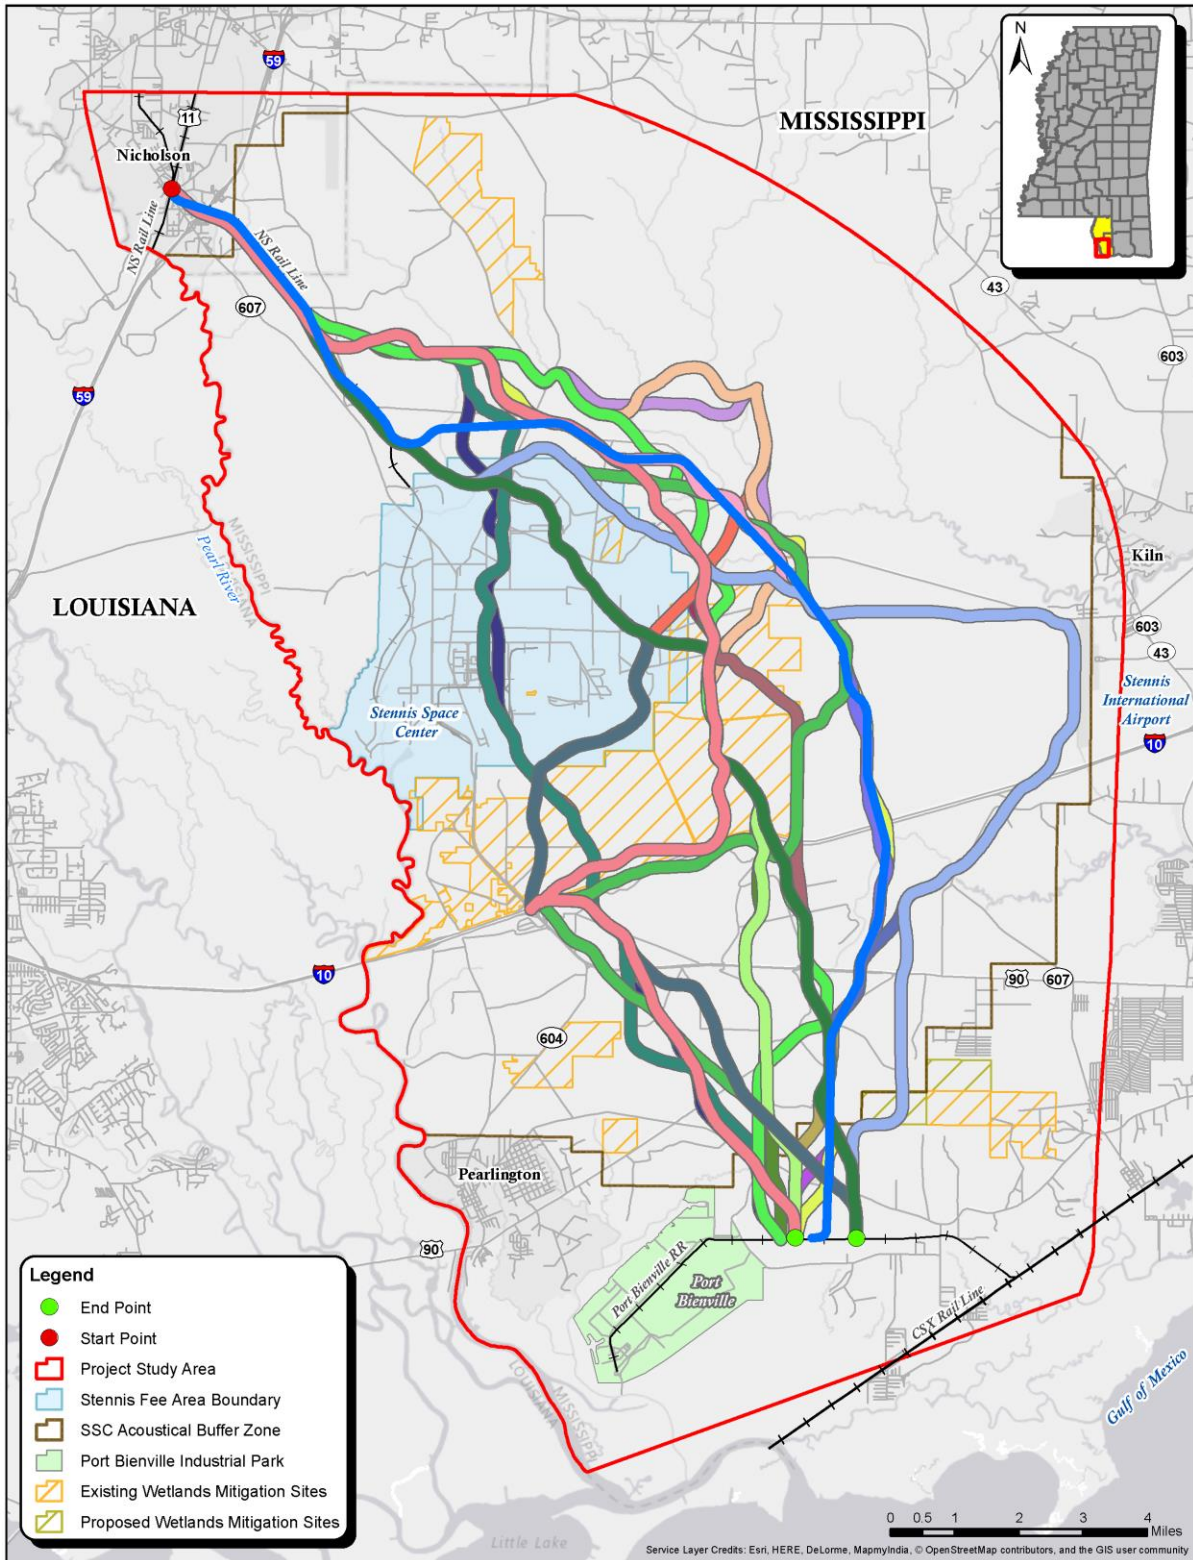 N
59
MISSISSIPPI
11
Nicholson
NS Rail Line
NS Rail Line
43
607
603
59
MISSISSIPPI
LOUISIANA
Pearl River
Kiln
LOUISIANA
603
43
Stennis Space
Center
Stennis
International
Airport
10
10
90
607
604
Pearlington
90
Port Bienville RR
Port
Bienville
CSX Rail Line
Gulf of Mexico
LOUISIANA
MISSISSIPPI
Legend
End Point
Start Point
Project Study Area
Stennis Fee Area Boundary
SSC Acoustical Buffer Zone
Port Bienville Industrial Park
Existing Wetlands Mitigation Sites
Proposed Wetlands Mitigation Sites
0 0.5 1 2 3 4
Miles
Little Lake
Service Layer Credits: Esri, HERE, DeLorme, MapmyIndia, © OpenStreetMap contributors, and the GIS user community